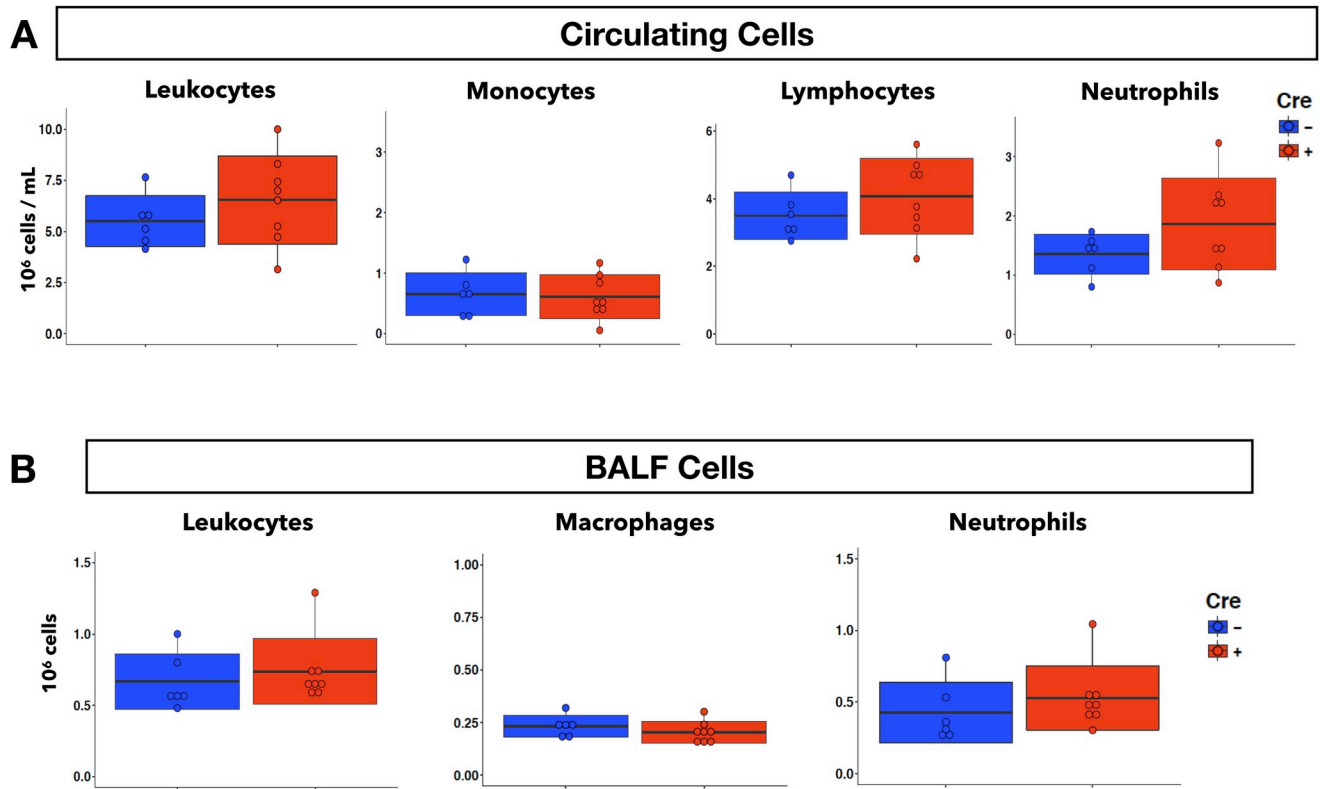 A
Circulating Cells
Leukocytes
Monocytes
Lymphocytes
Neutrophils
Cre
−
+
10⁶ cells / mL
10.0
7.5
5.0
2.5
0.0
3
2
1
0
6
4
2
0
3
2
1
0
B
BALF Cells
Leukocytes
Macrophages
Neutrophils
Cre
−
+
10⁶ cells
1.5
1.0
0.5
0.0
1.00
0.75
0.50
0.25
0.00
1.5
1.0
0.5
0.0